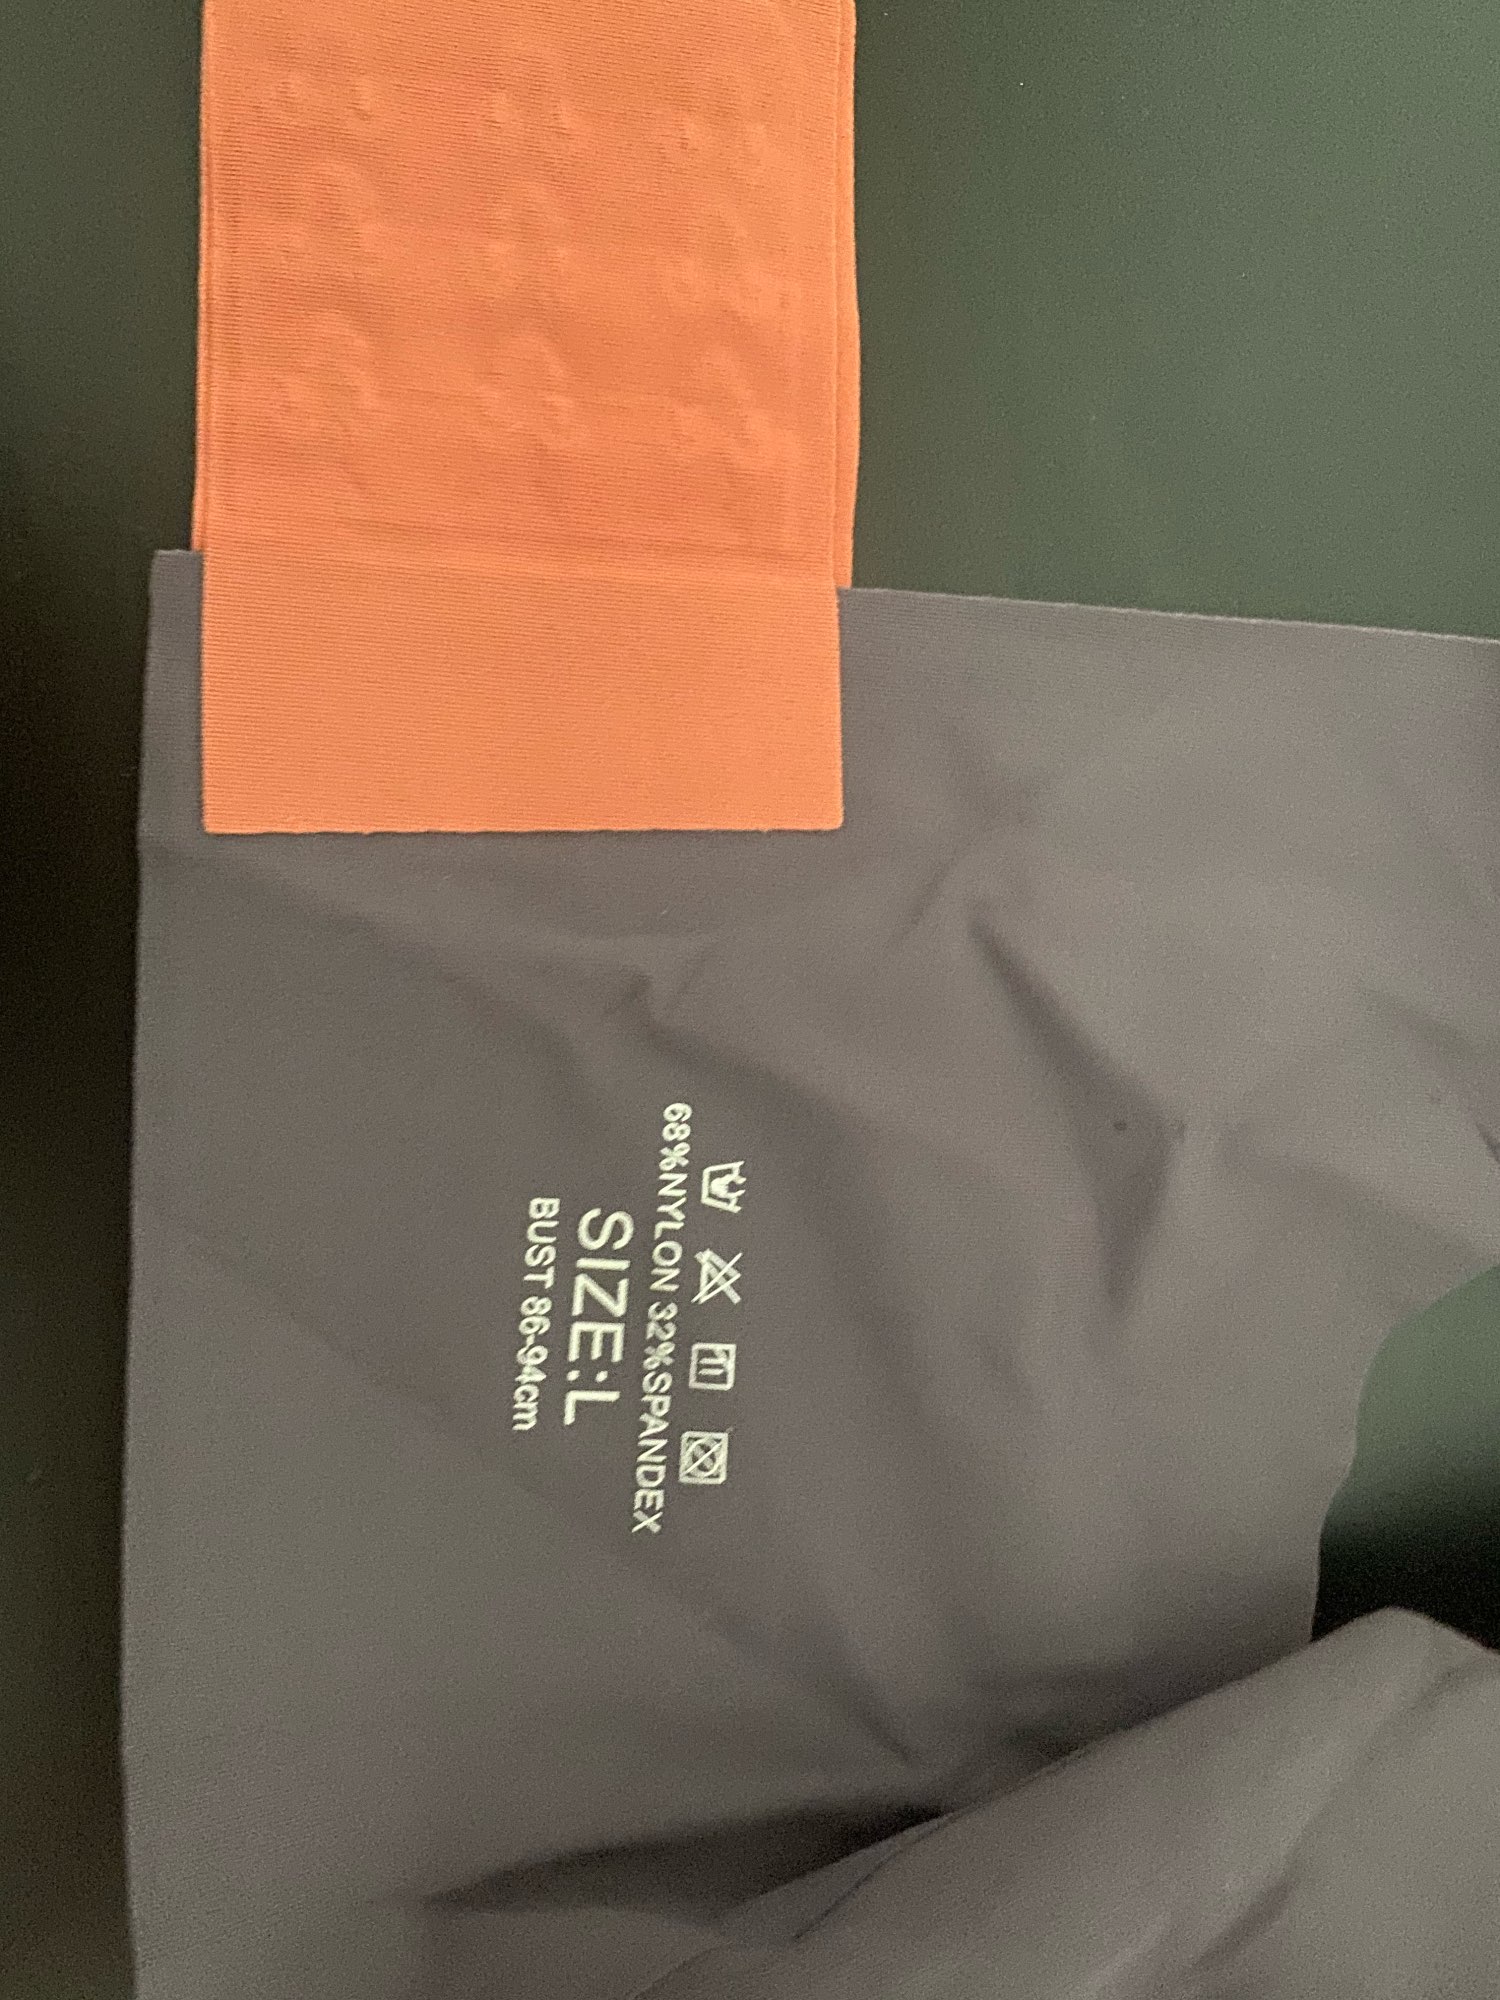 68%NYLON 32%SPANDEX
SIZE:L
BUST 86-94cm